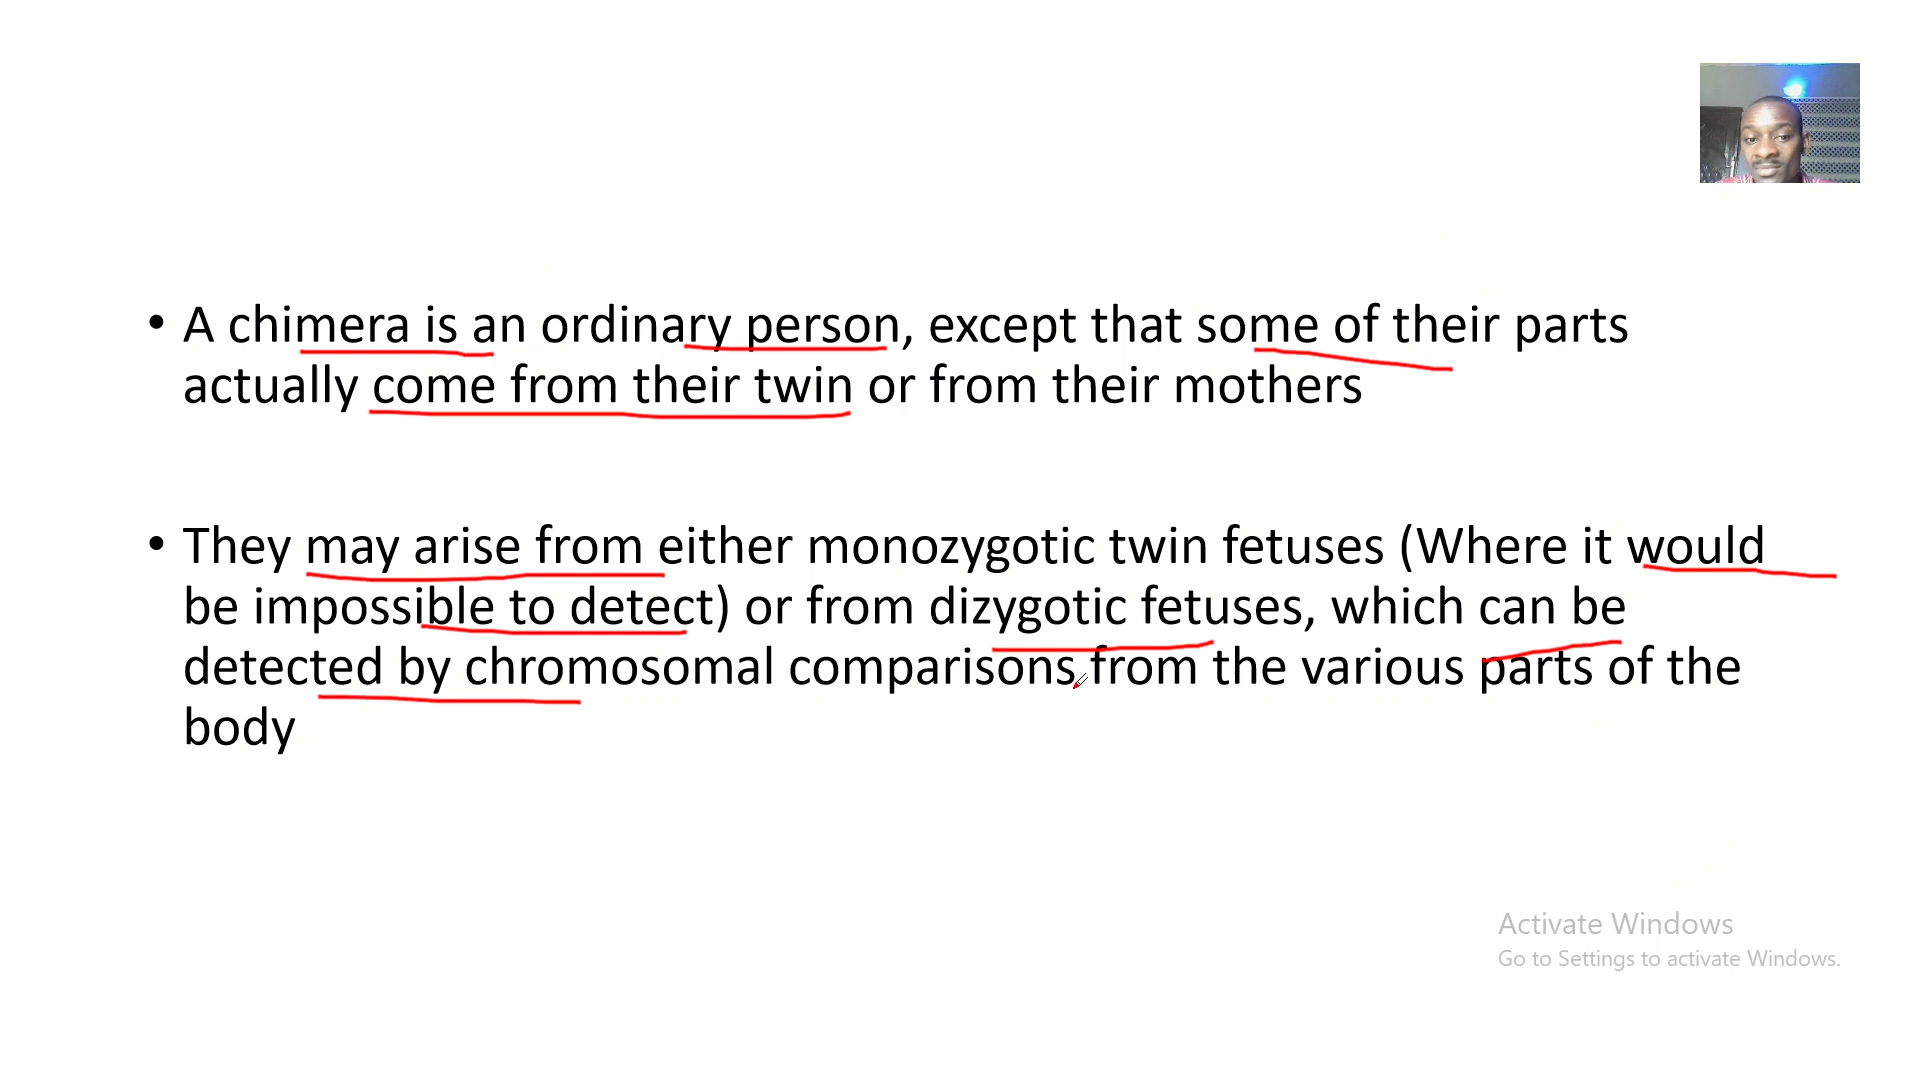 • A chimera is an ordinary person, except that some of their parts
actually come from their twin or from their mothers
• They may arise from either monozygotic twin fetuses (Where it would
be impossible to detect) or from dizygotic fetuses, which can be
detected by chromosomal comparisons from the various parts of the
body
Activate Windows
Go to Settings to activate Windows.